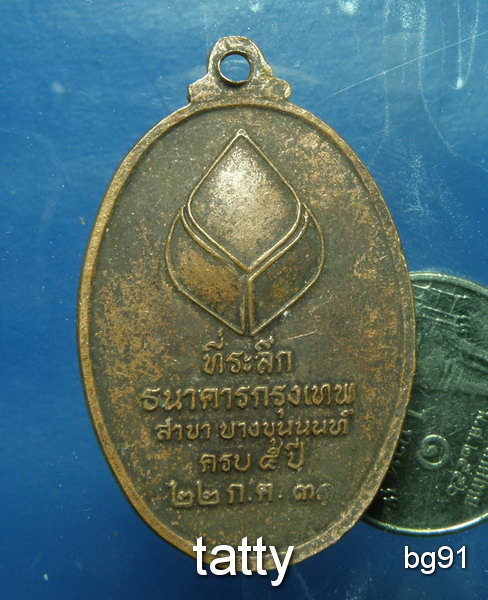 ที่ระลึก
ธนาคารกรุงเทพ
สาขา บางขุนนนท์
ครบ ๕ ปี
๒๒ ก.ค. ๓๑
๑
tatty
bg91